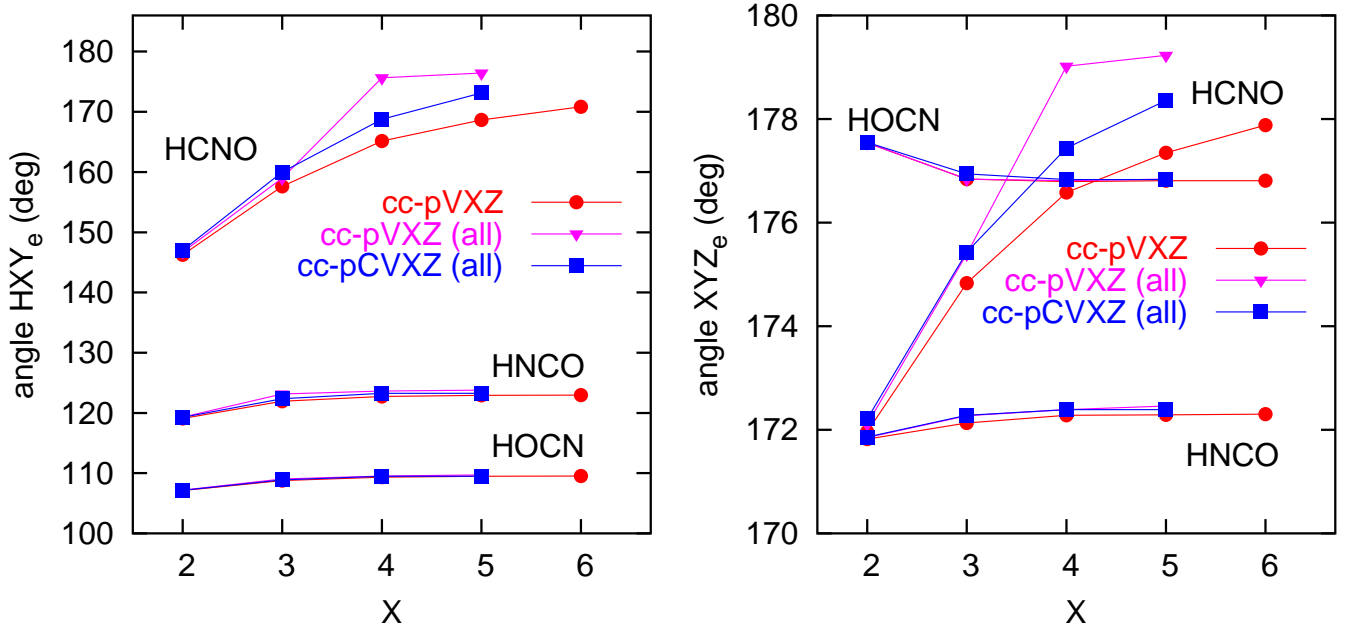 180
170
160
150
140
130
120
110
100
angle HXYe (deg)
HCNO
cc-pVXZ
cc-pVXZ (all)
cc-pCVXZ (all)
HNCO
HOCN
2 3 4 5 6
X
180
178
176
174
172
170
angle XYZe (deg)
HOCN
HCNO
cc-pVXZ
cc-pVXZ (all)
cc-pCVXZ (all)
HNCO
2 3 4 5 6
X